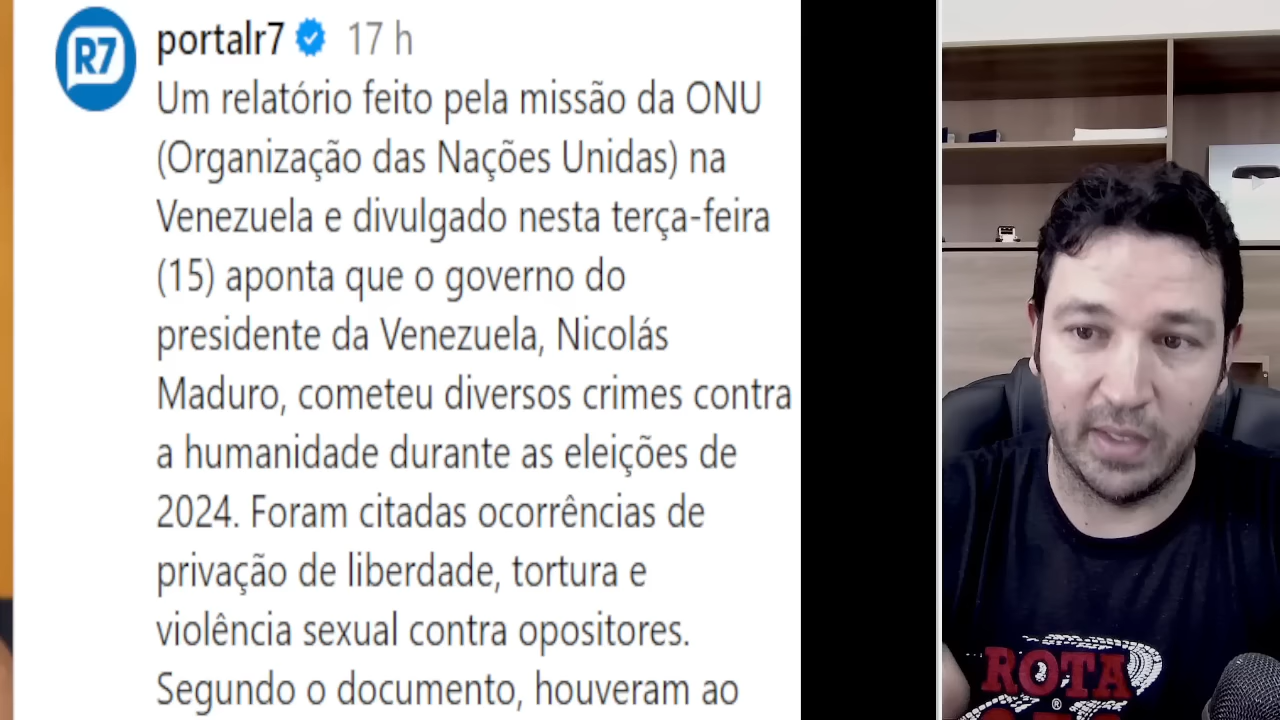 R7 portalr7 17 h
Um relatório feito pela missão da ONU
(Organização das Nações Unidas) na
Venezuela e divulgado nesta terça-feira
(15) aponta que o governo do
presidente da Venezuela, Nicolás
Maduro, cometeu diversos crimes contra
a humanidade durante as eleições de
2024. Foram citadas ocorrências de
privação de liberdade, tortura e
violência sexual contra opositores.
Segundo o documento, houveram ao
ROTA
®